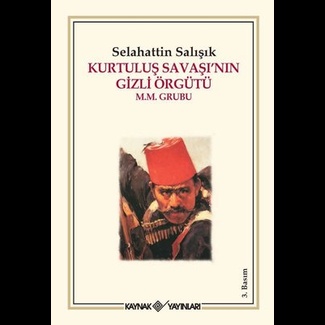 Selahattin Salışık
KURTULUŞ SAVAŞI'NIN
GİZLİ ÖRGÜTÜ
M.M. GRUBU
3. Basım
KAYNAK YAYINLARI